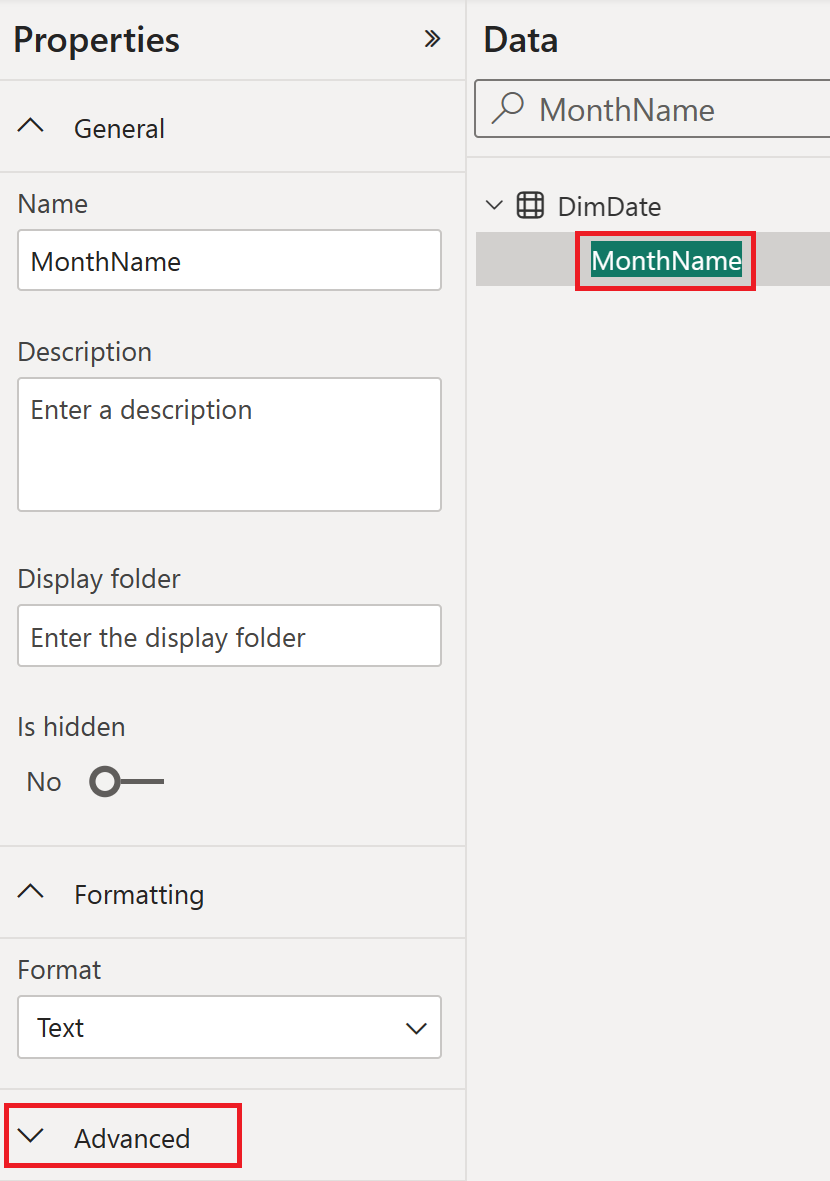 Properties
General
Name
MonthName
Description
Enter a description
Display folder
Enter the display folder
Is hidden
No
Formatting
Format
Text
Advanced
Data
MonthName
DimDate
MonthName